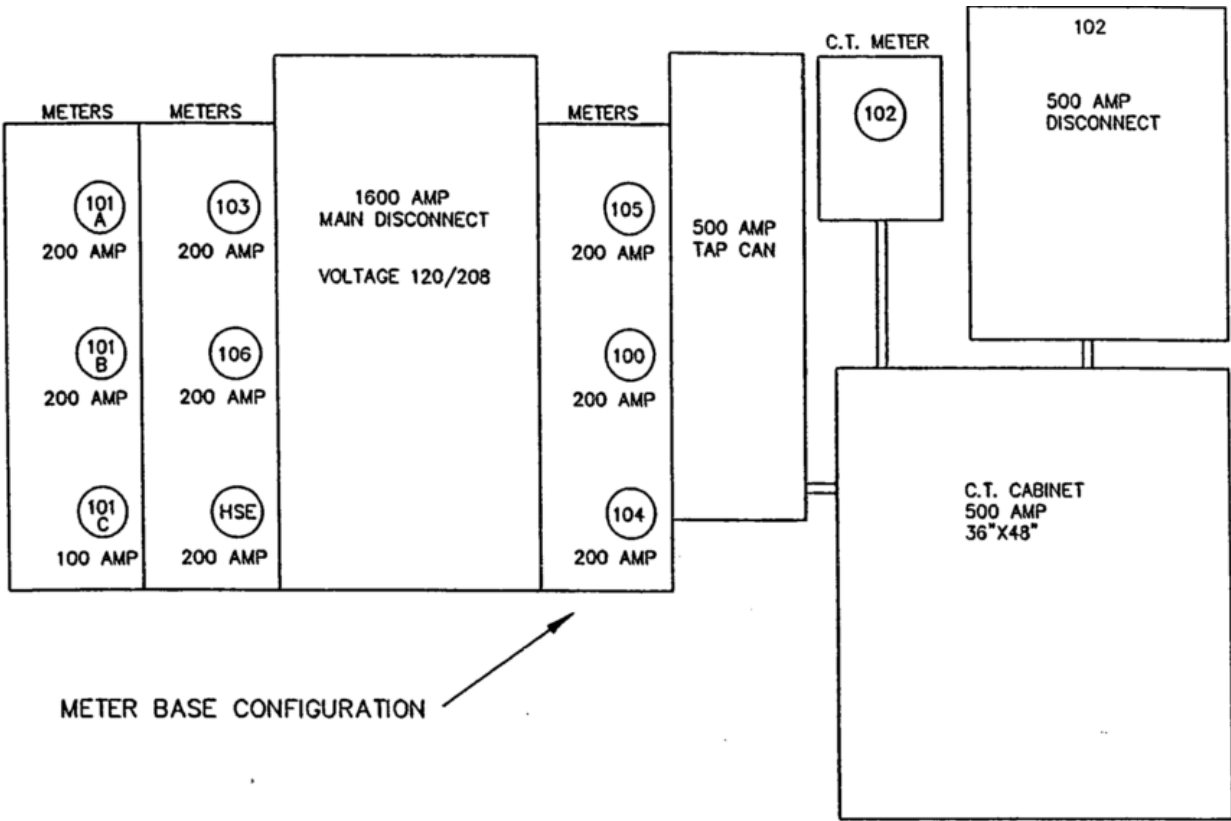 METERS
101
A
200 AMP
101
B
200 AMP
101
C
100 AMP
METERS
103
200 AMP
106
200 AMP
HSE
200 AMP
1600 AMP
MAIN DISCONNECT
VOLTAGE 120/208
METERS
105
200 AMP
100
200 AMP
104
200 AMP
500 AMP
TAP CAN
C.T. METER
102
102
500 AMP
DISCONNECT
C.T. CABINET
500 AMP
36"X48"
METER BASE CONFIGURATION